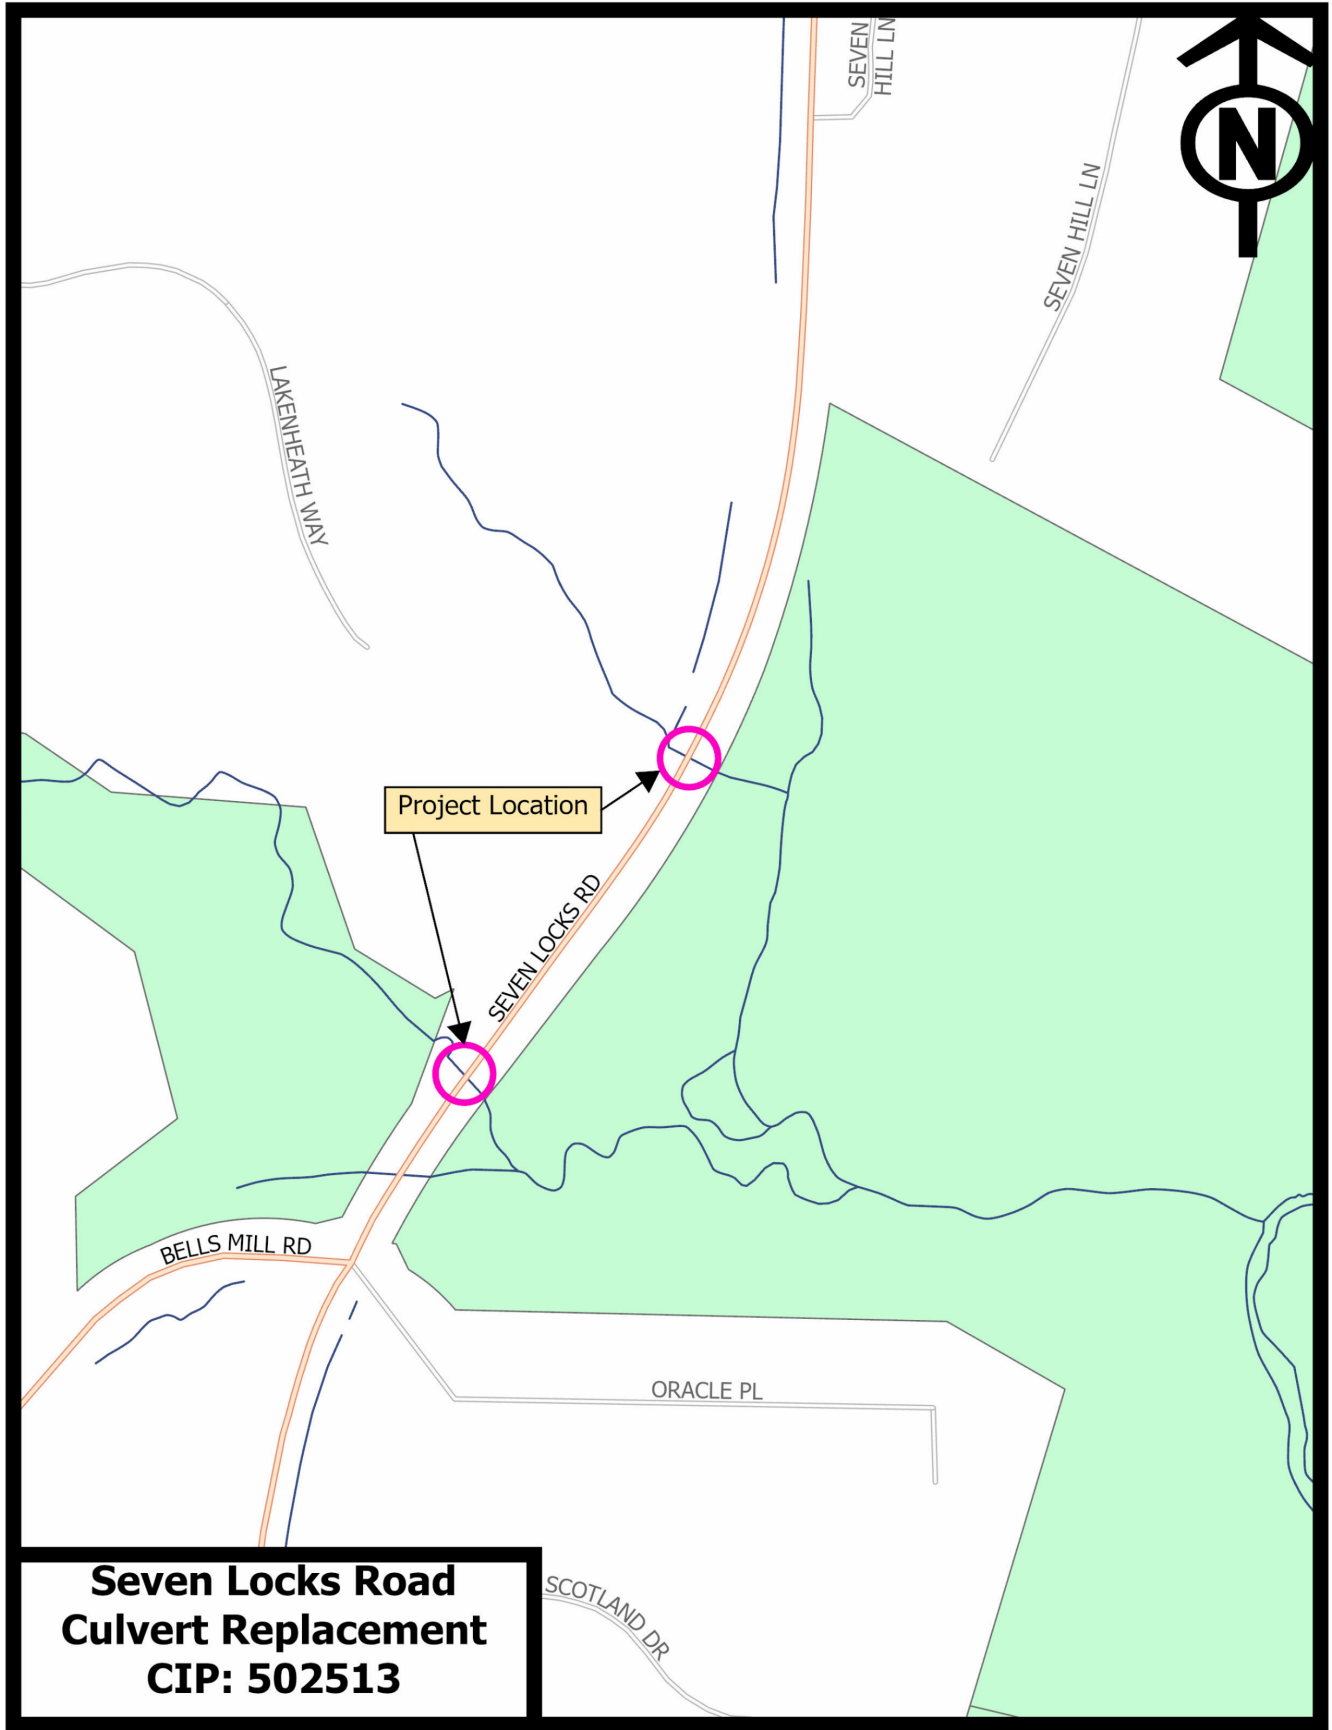 SEVEN
HILL LN
N
SEVEN HILL LN
LAKENHEATH WAY
Project Location
SEVEN LOCKS RD
BELLS MILL RD
ORACLE PL
SCOTLAND DR
Seven Locks Road
Culvert Replacement
CIP: 502513